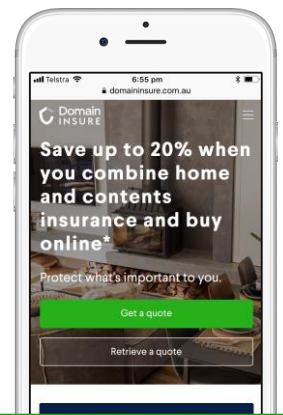 Telstra 6:55 pm
domaininsure.com.au
Domain
INSURE
Save up to 20% when
you combine home
and contents
insurance and buy
online*
Protect what's important to you.
Get a quote
Retrieve a quote